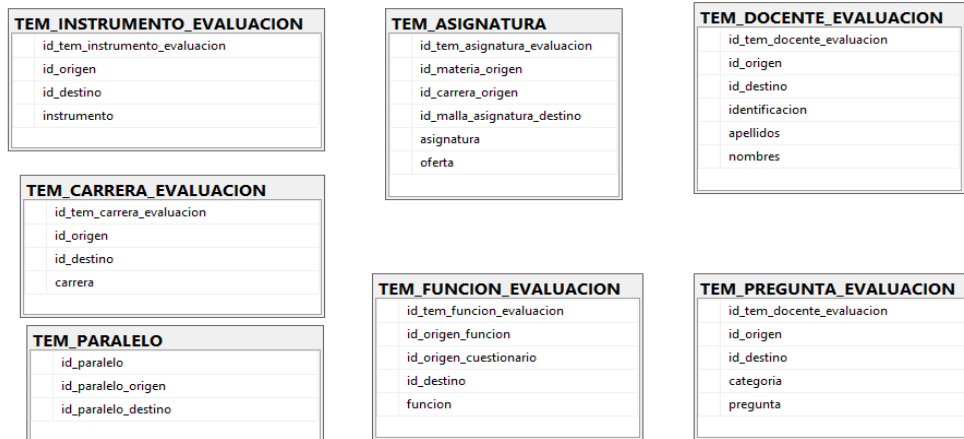 TEM_INSTRUMENTO_EVALUACION
id_tem_instrumento_evaluacion
id_origen
id_destino
instrumento
TEM_ASIGNATURA
id_tem_asignatura_evaluacion
id_materia_origen
id_carrera_origen
id_malla_asignatura_destino
asignatura
oferta
TEM_DOCENTE_EVALUACION
id_tem_docente_evaluacion
id_origen
id_destino
identificacion
apellidos
nombres
TEM_CARRERA_EVALUACION
id_tem_carrera_evaluacion
id_origen
id_destino
carrera
TEM_PARALELO
id_paralelo
id_paralelo_origen
id_paralelo_destino
TEM_FUNCION_EVALUACION
id_tem_funcion_evaluacion
id_origen_funcion
id_origen_cuestionario
id_destino
funcion
TEM_PREGUNTA_EVALUACION
id_tem_docente_evaluacion
id_origen
id_destino
categoria
pregunta